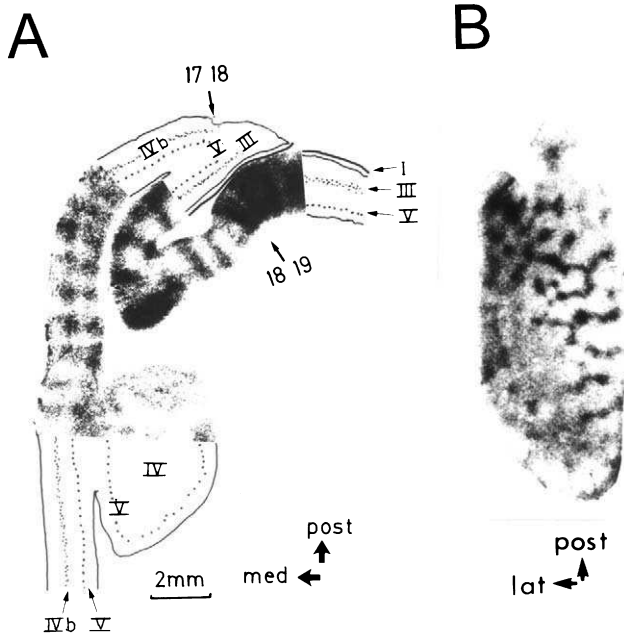 A
B
17 18
IVb
V
III
I
III
V
18 19
IV
V
post
med
2mm
IVb
V
post
lat